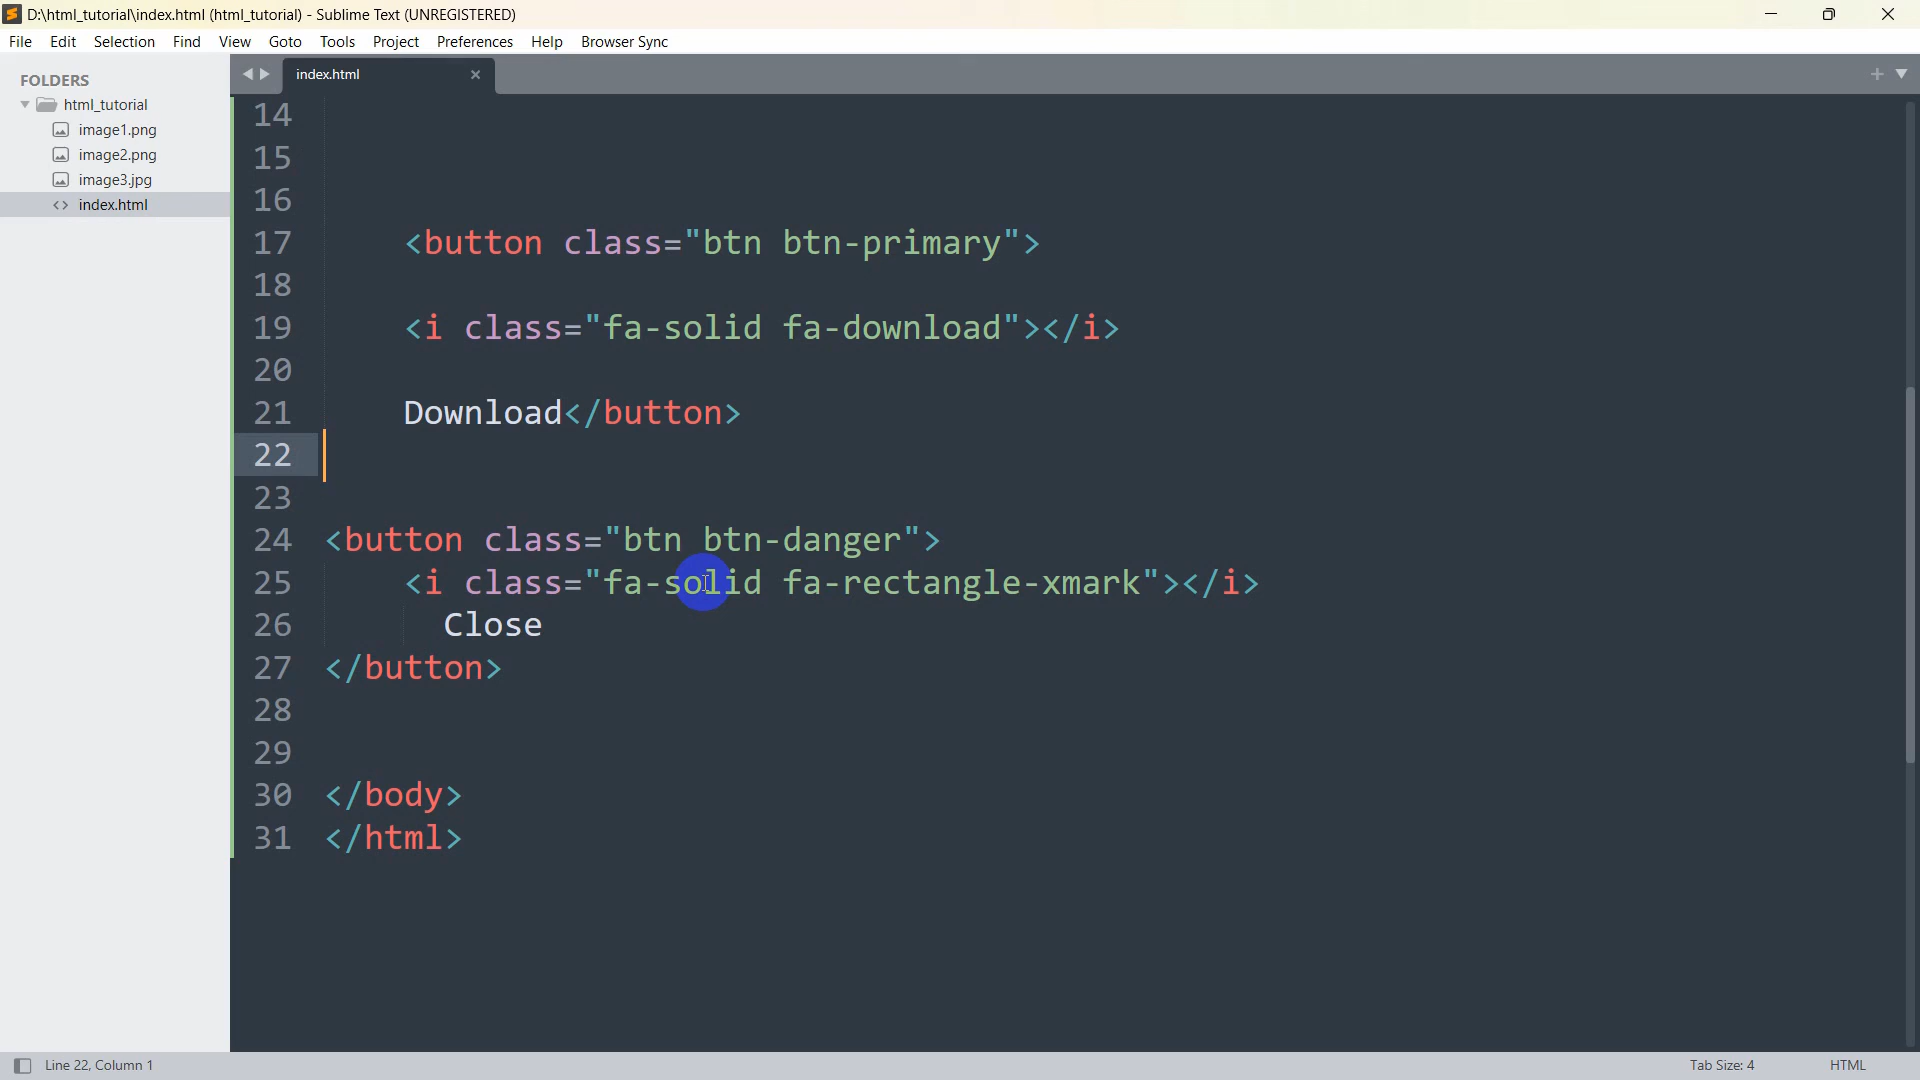 D:\html_tutorial\index.html (html_tutorial) - Sublime Text (UNREGISTERED)
File Edit Selection Find View Goto Tools Project Preferences Help Browser Sync
FOLDERS
html_tutorial
image1.png
image2.png
image3.jpg
index.html
index.html
14
15
16
17 <button class="btn btn-primary">
18
19 <i class="fa-solid fa-download"></i>
20
21 Download</button>
22
23
24 <button class="btn btn-danger">
25 <i class="fa-solid fa-rectangle-xmark"></i>
26 Close
27 </button>
28
29
30 </body>
31 </html>
Line 22, Column 1
Tab Size: 4
HTML